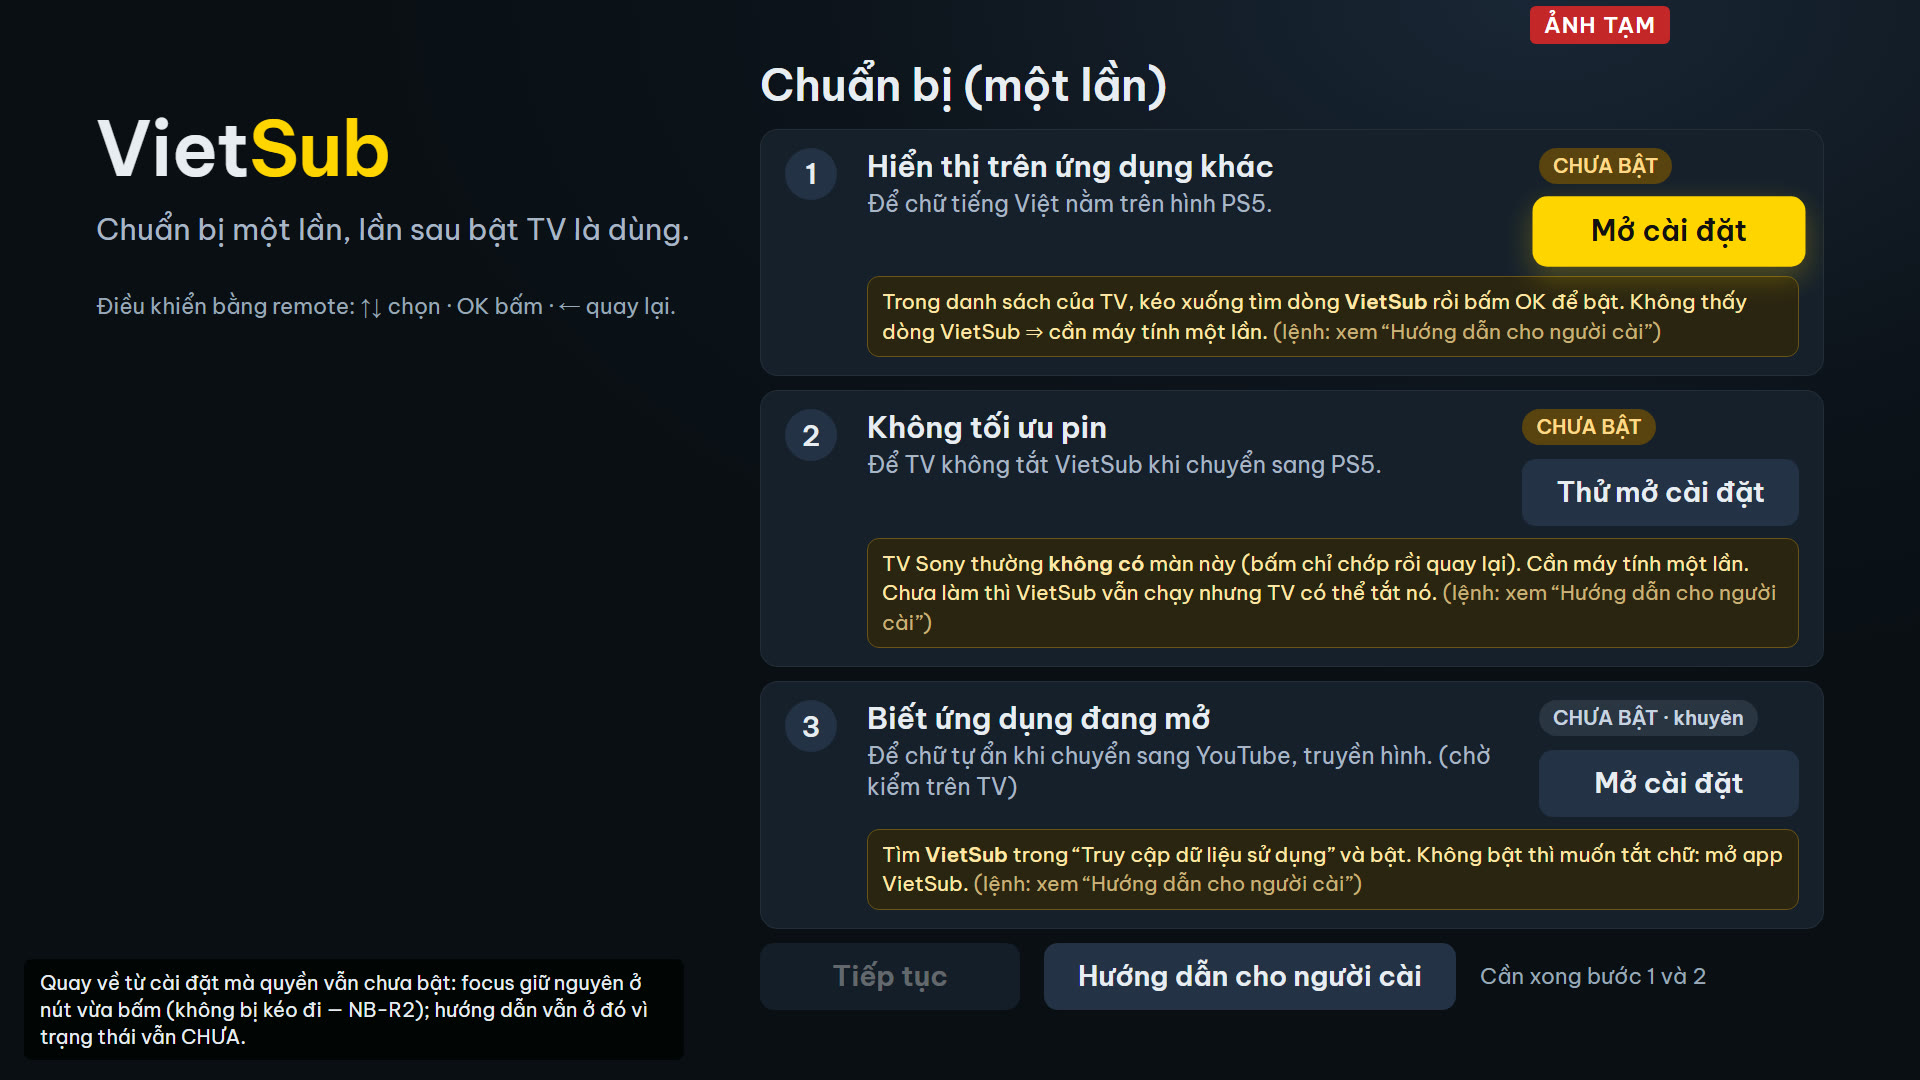 ẢNH TẠM
VietSub
Chuẩn bị một lần, lần sau bật TV là dùng.
Điều khiển bằng remote: ↑↓ chọn · OK bấm · ← quay lại.
Chuẩn bị (một lần)
1
Hiển thị trên ứng dụng khác
Để chữ tiếng Việt nằm trên hình PS5.
CHƯA BẬT
Mở cài đặt
Trong danh sách của TV, kéo xuống tìm dòng VietSub rồi bấm OK để bật. Không thấy
dòng VietSub ⇒ cần máy tính một lần. (lệnh: xem “Hướng dẫn cho người cài”)
2
Không tối ưu pin
Để TV không tắt VietSub khi chuyển sang PS5.
CHƯA BẬT
Thử mở cài đặt
TV Sony thường không có màn này (bấm chỉ chớp rồi quay lại). Cần máy tính một lần.
Chưa làm thì VietSub vẫn chạy nhưng TV có thể tắt nó. (lệnh: xem “Hướng dẫn cho người
cài”)
3
Biết ứng dụng đang mở
Để chữ tự ẩn khi chuyển sang YouTube, truyền hình. (chờ
kiểm trên TV)
CHƯA BẬT · khuyên
Mở cài đặt
Tìm VietSub trong “Truy cập dữ liệu sử dụng” và bật. Không bật thì muốn tắt chữ: mở app
VietSub. (lệnh: xem “Hướng dẫn cho người cài”)
Tiếp tục
Hướng dẫn cho người cài
Cần xong bước 1 và 2
Quay về từ cài đặt mà quyền vẫn chưa bật: focus giữ nguyên ở
nút vừa bấm (không bị kéo đi — NB-R2); hướng dẫn vẫn ở đó vì
trạng thái vẫn CHƯA.